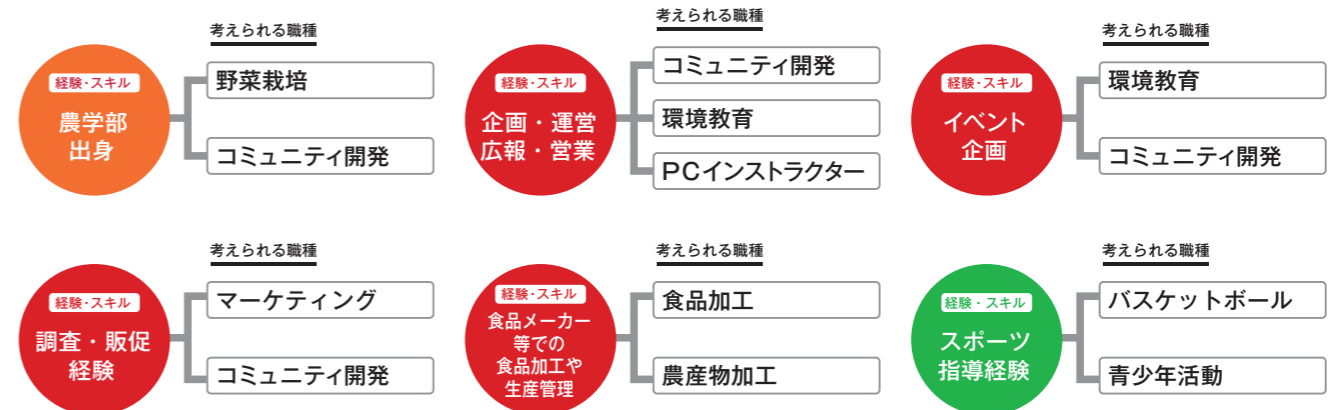 考えられる職種
経験・スキル
農学部
出身
野菜栽培
コミュニティ開発
考えられる職種
経験・スキル
企画・運営
広報・営業
コミュニティ開発
環境教育
PCインストラクター
考えられる職種
経験・スキル
イベント
企画
環境教育
コミュニティ開発
考えられる職種
経験・スキル
調査・販促
経験
マーケティング
コミュニティ開発
考えられる職種
経験・スキル
食品メーカー
等での
食品加工や
生産管理
食品加工
農産物加工
考えられる職種
経験・スキル
スポーツ
指導経験
バスケットボール
青少年活動